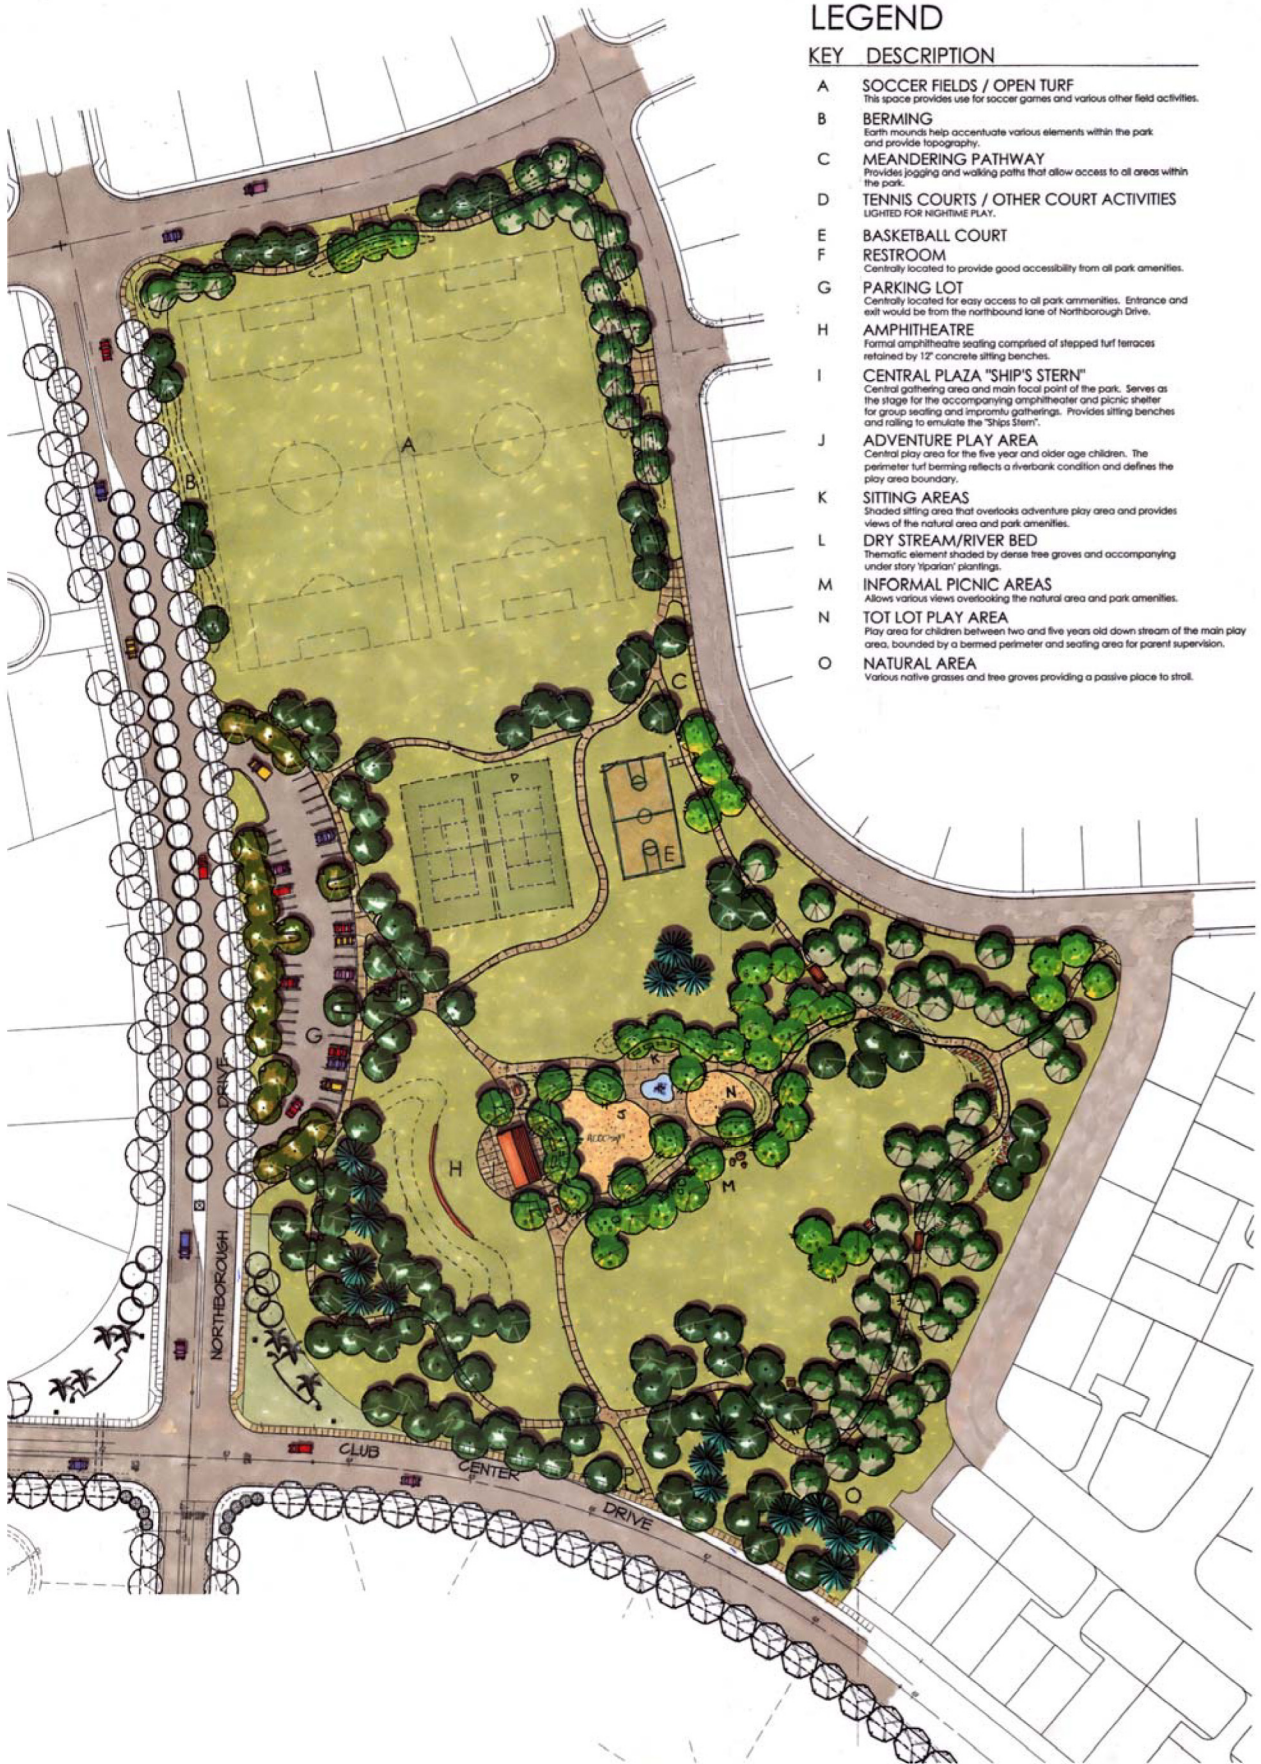 LEGEND
KEY DESCRIPTION
A SOCCER FIELDS / OPEN TURF
This space provides use for soccer games and various other field activities.
B BERMING
Earth mounds help accentuate various elements within the park
and provide topography.
C MEANDERING PATHWAY
Provides jogging and walking paths that allow access to all areas within
the park.
D TENNIS COURTS / OTHER COURT ACTIVITIES
LIGHTED FOR NIGHTIME PLAY.
E BASKETBALL COURT
F RESTROOM
Centrally located to provide good accessibility from all park amenities.
G PARKING LOT
Centrally located for easy access to all park ammenities. Entrance and
exit would be from the northbound lane of Northborough Drive.
H AMPHITHEATRE
Formal amphitheatre seating comprised of stepped turf terraces
retained by 12" concrete sitting benches.
I CENTRAL PLAZA "SHIP'S STERN"
Central gathering area and main focal point of the park. Serves as
the stage for the accompanying amphitheater and picnic shelter
for group seating and impromtu gatherings. Provides sitting benches
and railing to emulate the "Ships Stern".
J ADVENTURE PLAY AREA
Central play area for the five year and older age children. The
perimeter turf berming reflects a riverbank condition and defines the
play area boundary.
K SITTING AREAS
Shaded sitting area that overlooks adventure play area and provides
views of the natural area and park amenities.
L DRY STREAM/RIVER BED
Thematic element shaded by dense tree groves and accompanying
under story 'riparian' plantings.
M INFORMAL PICNIC AREAS
Allows various views overlooking the natural area and park amenities.
N TOT LOT PLAY AREA
Play area for children between two and five years old down stream of the main play
area, bounded by a bermed perimeter and seating area for parent supervision.
O NATURAL AREA
Various native grasses and tree groves providing a passive place to stroll.
A
B
C
D
E
F
G
K
N
J
L
H
I
M
O
NORTHBOROUGH DRIVE
CLUB CENTER DRIVE